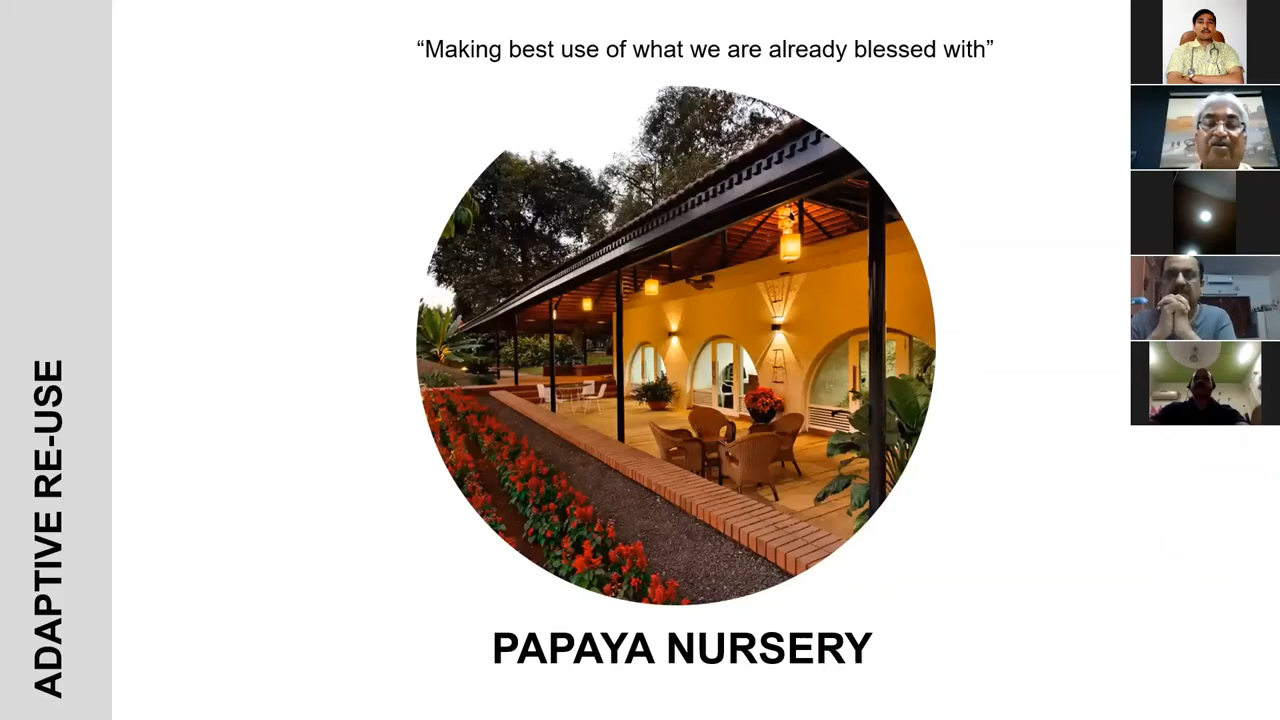 “Making best use of what we are already blessed with”
ADAPTIVE RE-USE
PAPAYA NURSERY